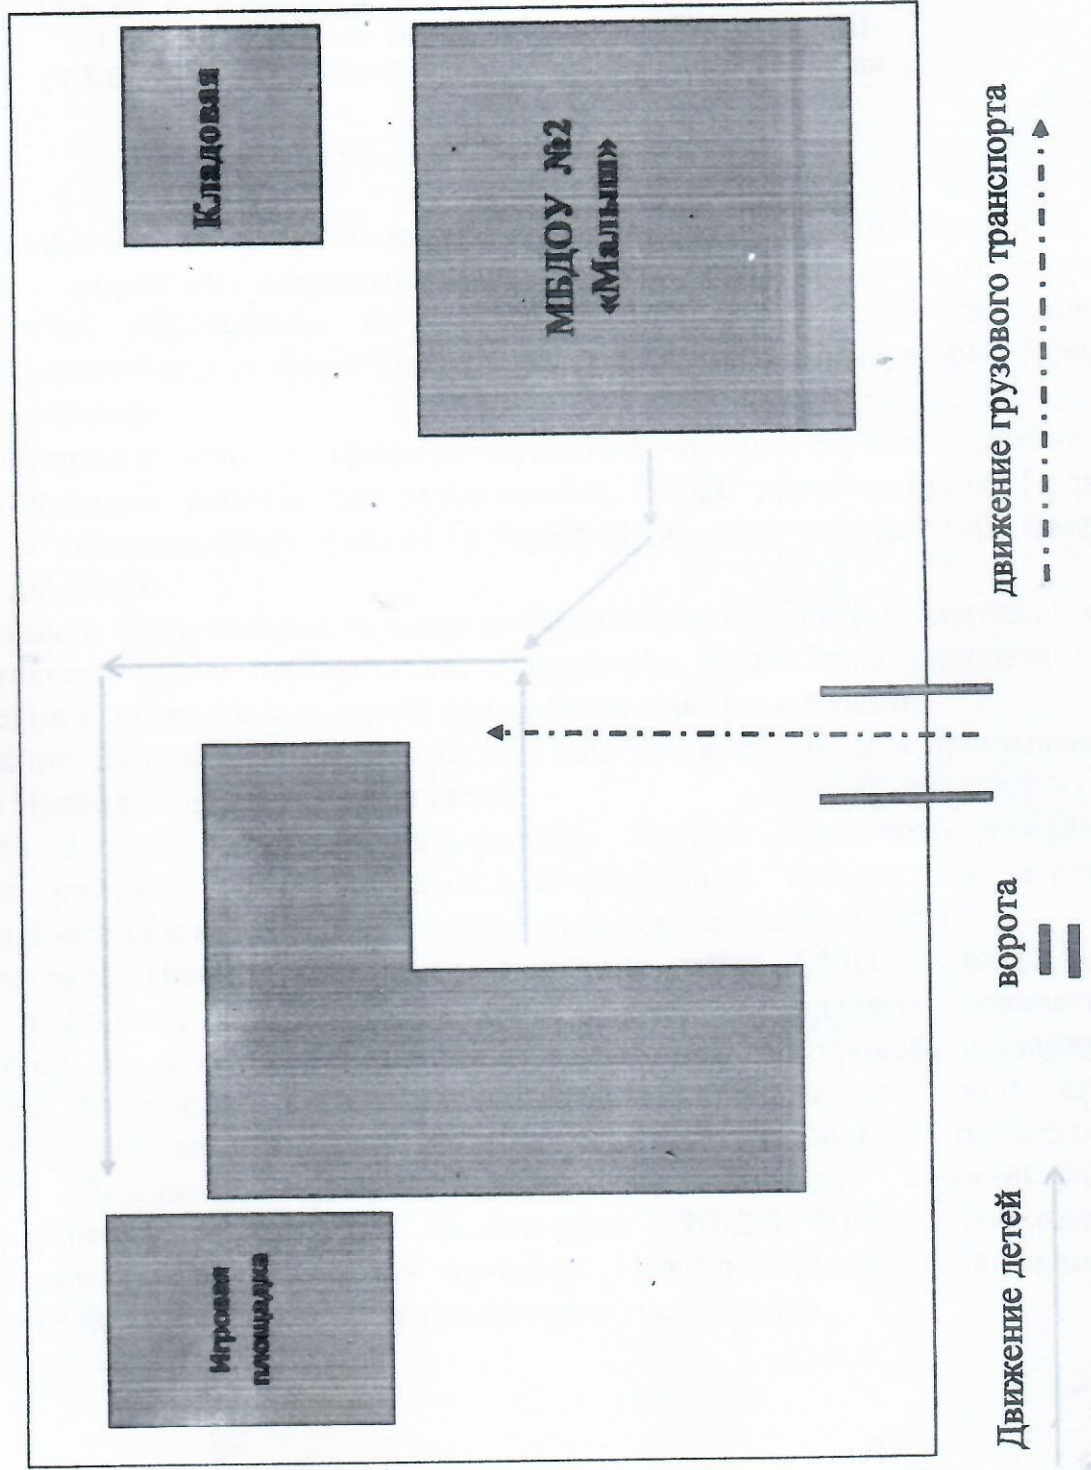 Кладовая
МБДОУ №2
«Малыш»
Игровая
площадка
Движение детей
ворота
движение грузового транспорта